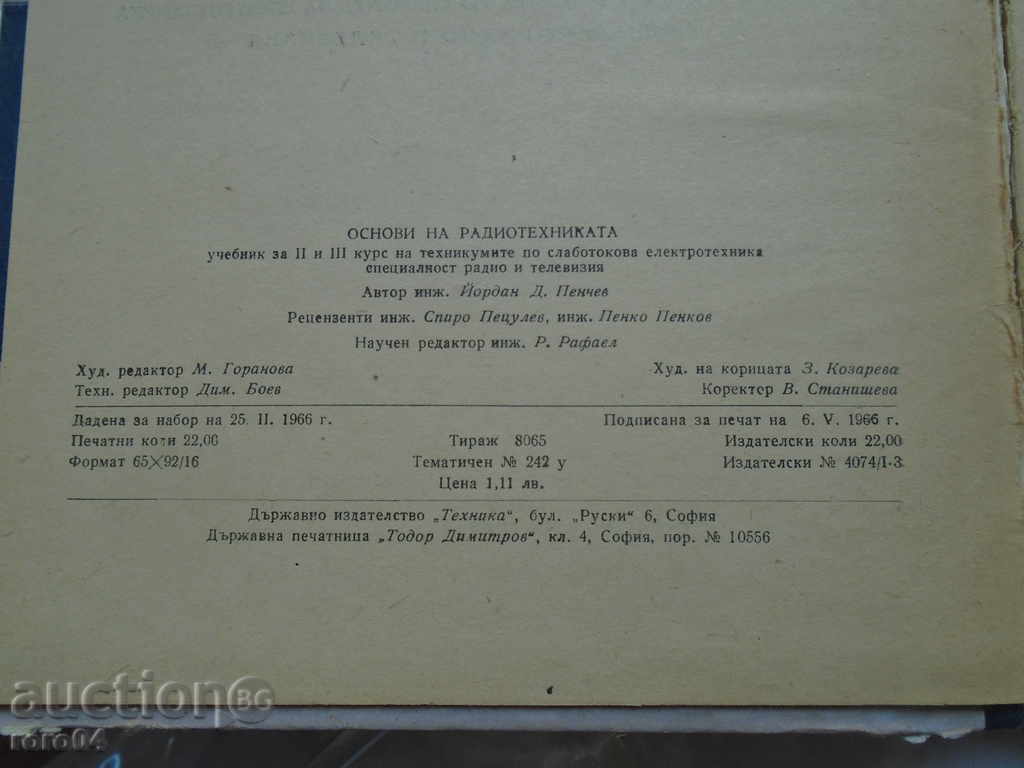 ОСНОВИ НА РАДИОТЕХНИКАТА
учебник за II и III курс на техникумите по слаботокова електротехника
специалност радио и телевизия
Автор инж. Йордан Д. Пенчев
Рецензенти инж. Спиро Пецулев, инж. Пенко Пенков
Научен редактор инж. Р. Рафаел
Худ. редактор М. Горанова Худ. на корицата З. Козарева
Техн. редактор Дим. Боев Коректер В. Станишева
Дадена за набор на 25. II. 1966 г. Подписана за печат на 6. V. 1966 г.
Печатни коли 22,00 Тираж 8065 Издателски коли 22,00
Формат 65×92/16 Тематичен № 242 у Издателски № 4074/I-3
Цена 1,11 лв.
Държавно издателство „Техника“, бул. „Руски“ 6, София
Държавна печатница „Тодор Димитров“, кл. 4, София, пор. № 10556
auction BG
roro04